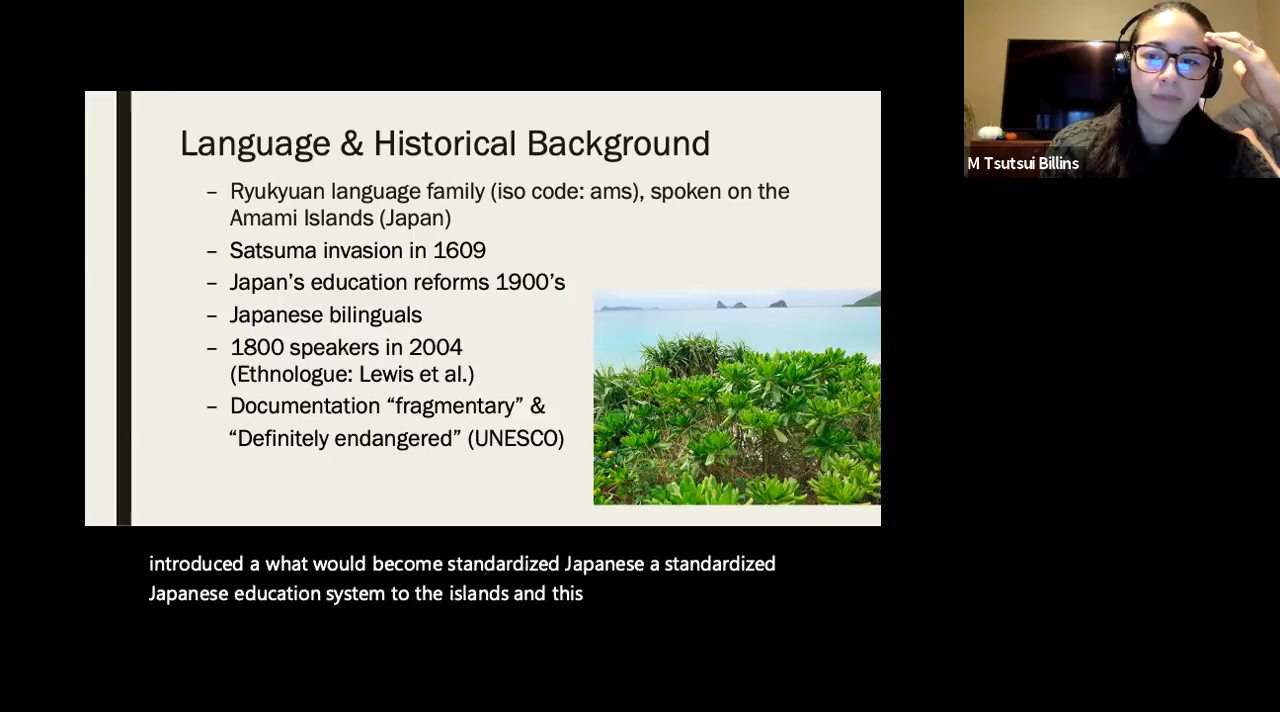 Language & Historical Background
– Ryukyuan language family (iso code: ams), spoken on the
Amami Islands (Japan)
– Satsuma invasion in 1609
– Japan’s education reforms 1900’s
– Japanese bilinguals
– 1800 speakers in 2004
(Ethnologue: Lewis et al.)
– Documentation “fragmentary” &
“Definitely endangered” (UNESCO)
M Tsutsui Billins
introduced a what would become standardized Japanese a standardized
Japanese education system to the islands and this